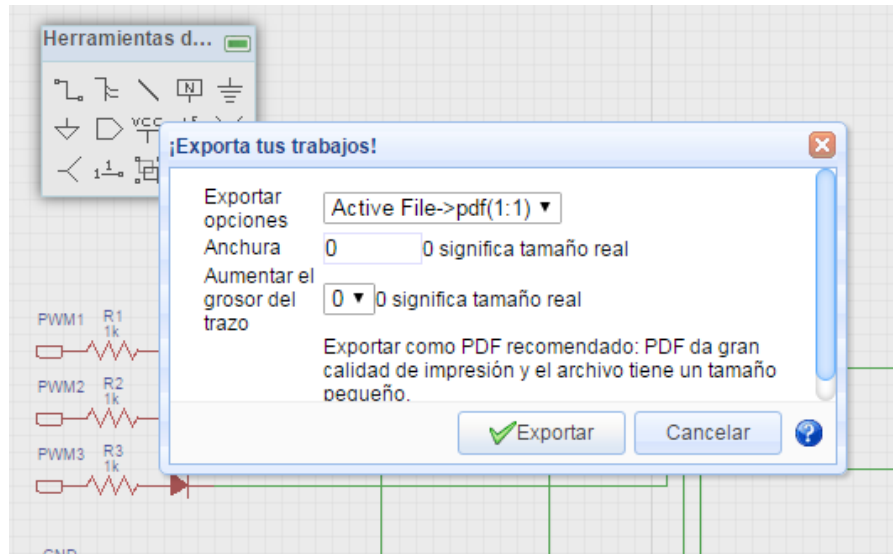 Herramientas d...
N
VCC
¡Exporta tus trabajos!
Exportar
opciones
Active File->pdf(1:1)
Anchura
0
0 significa tamaño real
Aumentar el
grosor del
trazo
0
0 significa tamaño real
Exportar como PDF recomendado: PDF da gran
calidad de impresión y el archivo tiene un tamaño
pequeño.
Exportar
Cancelar
?
PWM1 R1
1k
PWM2 R2
1k
PWM3 R3
1k
GND